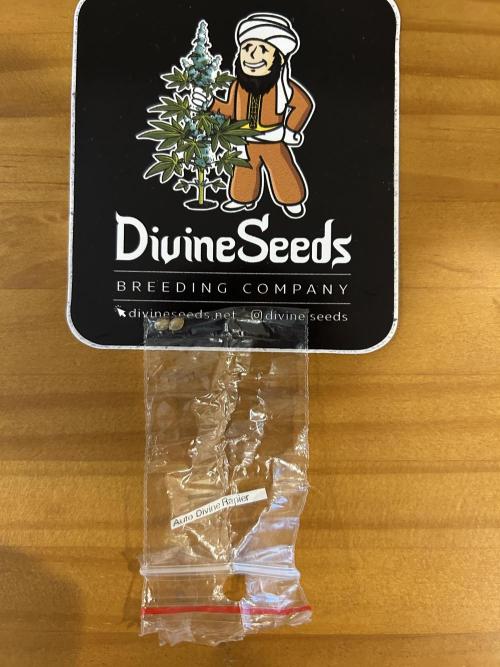 DivineSeeds
BREEDING COMPANY
divineseeds.net divine seeds
Auto Divine Rapier